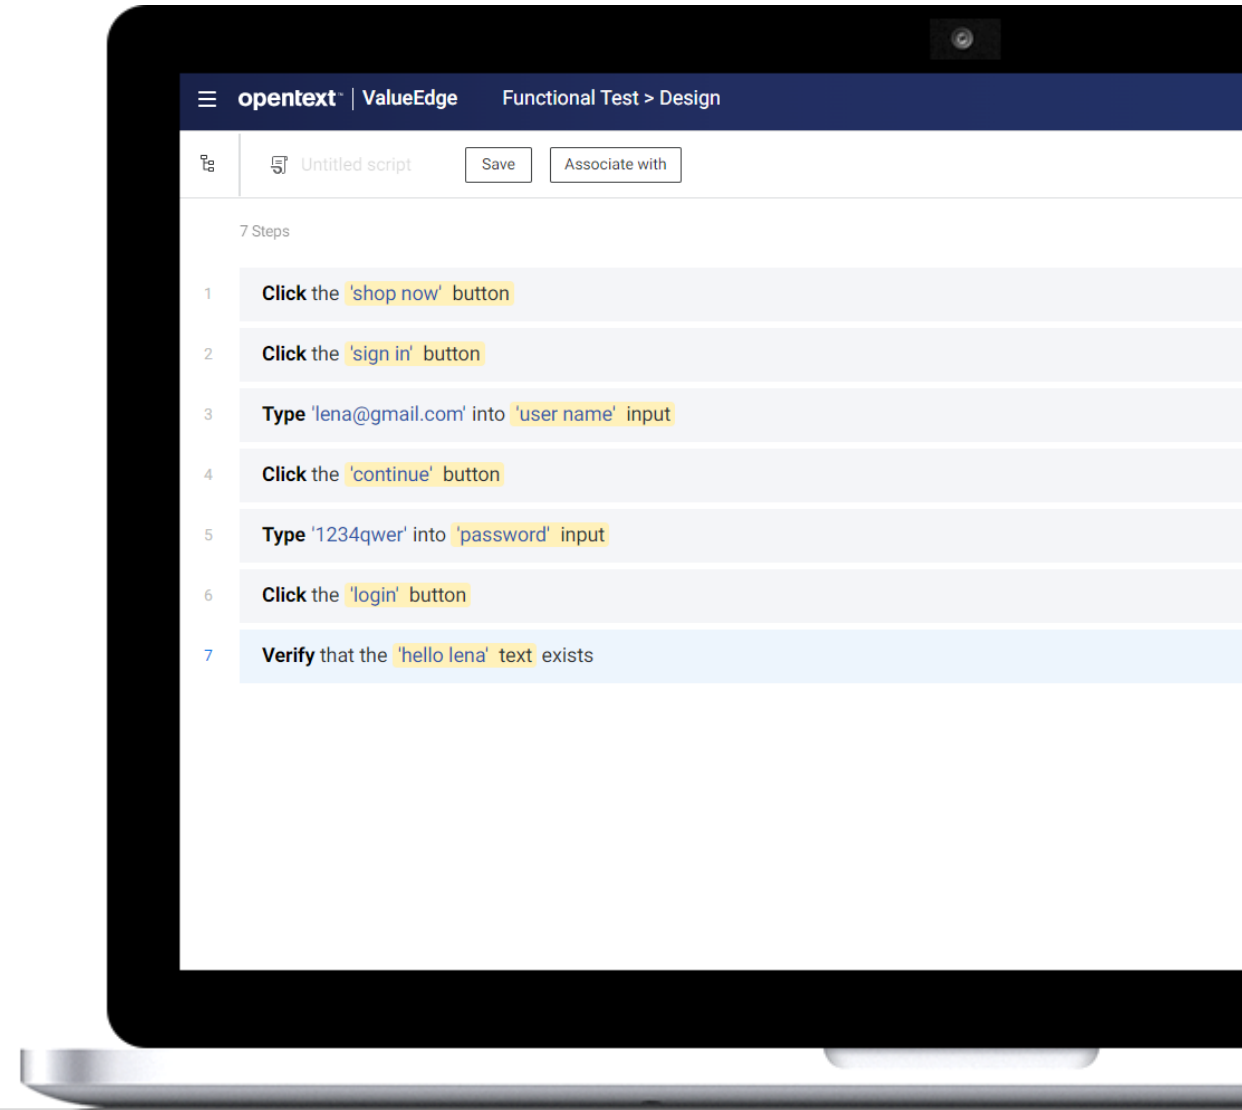 opentext™ | ValueEdge Functional Test > Design
Untitled script Save Associate with
7 Steps
1 Click the 'shop now' button
2 Click the 'sign in' button
3 Type 'lena@gmail.com' into 'user name' input
4 Click the 'continue' button
5 Type '1234qwer' into 'password' input
6 Click the 'login' button
7 Verify that the 'hello lena' text exists